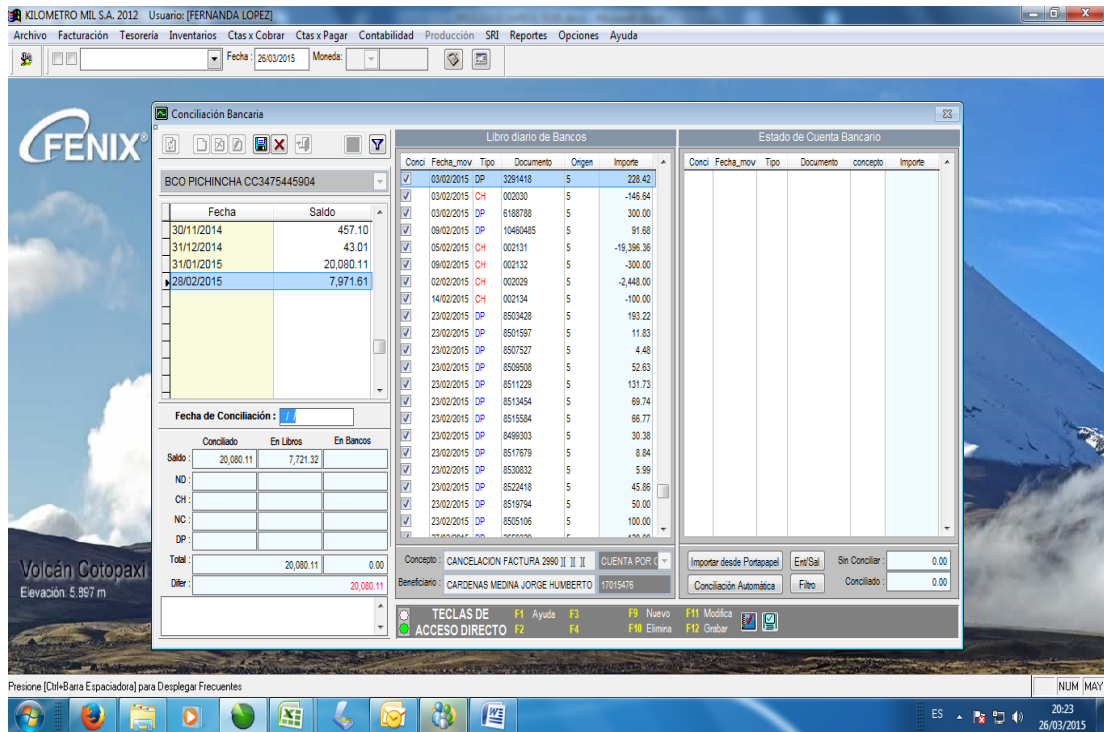 KILOMETRO MIL S.A. 2012 Usuario: [FERNANDA LOPEZ]
Archivo Facturación Tesorería Inventarios Ctas x Cobrar Ctas x Pagar Contabilidad Producción SRI Reportes Opciones Ayuda
Fecha : 26/03/2015 Moneda:
FENIX®
Conciliación Bancaria
BCO PICHINCHA CC3475445904
Fecha Saldo
30/11/2014 457.10
31/12/2014 43.01
31/01/2015 20,080.11
28/02/2015 7,971.61
Fecha de Conciliación : / /
Conciliado En Libros En Bancos
Saldo : 20,080.11 7,721.32
ND :
CH :
NC :
DP :
Total : 20,080.11 0.00
Difer : 20,080.11
Libro diario de Bancos
Conci Fecha_mov Tipo Documento Origen Importe
03/02/2015 DP 3291418 5 228.42
03/02/2015 CH 002030 5 -146.64
03/02/2015 DP 6188788 5 300.00
09/02/2015 DP 10460485 5 91.68
05/02/2015 CH 002131 5 -19,396.36
09/02/2015 CH 002132 5 -300.00
02/02/2015 CH 002029 5 -2,448.00
14/02/2015 CH 002134 5 -100.00
23/02/2015 DP 8503428 5 193.22
23/02/2015 DP 8501597 5 11.83
23/02/2015 DP 8507527 5 4.48
23/02/2015 DP 8509508 5 52.63
23/02/2015 DP 8511229 5 131.73
23/02/2015 DP 8513454 5 69.74
23/02/2015 DP 8515584 5 66.77
23/02/2015 DP 8499303 5 30.38
23/02/2015 DP 8517679 5 8.84
23/02/2015 DP 8530832 5 5.99
23/02/2015 DP 8522418 5 45.86
23/02/2015 DP 8519794 5 50.00
23/02/2015 DP 8505106 5 100.00
Concepto : CANCELACION FACTURA 2990 ][ ][ ][ CUENTA POR
Beneficiario : CARDENAS MEDINA JORGE HUMBERTO 17015476
Estado de Cuenta Bancario
Conci Fecha_mov Tipo Documento concepto Importe
Importar desde Portapapel Ent/Sal Sin Conciliar : 0.00
Conciliación Automática Filtro Conciliado : 0.00
TECLAS DE F1 Ayuda F3 F9 Nuevo F11 Modifica
ACCESO DIRECTO F2 F4 F10 Elimina F12 Grabar
Volcán Cotopaxi
Elevación: 5.897 m
Presione [Ctrl+Barra Espaciadora] para Desplegar Frecuentes
NUM MAY
ES 20:23
26/03/2015